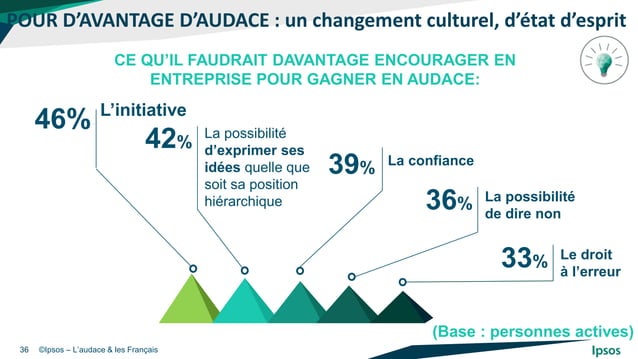 POUR D’AVANTAGE D’AUDACE : un changement culturel, d’état d’esprit
CE QU’IL FAUDRAIT DAVANTAGE ENCOURAGER EN
ENTREPRISE POUR GAGNER EN AUDACE:
46%
L’initiative
42%
La possibilité
d’exprimer ses
idées quelle que
soit sa position
hiérarchique
39%
La confiance
36%
La possibilité
de dire non
33%
Le droit
à l’erreur
(Base : personnes actives)
36 ©Ipsos – L’audace & les Français
Ipsos